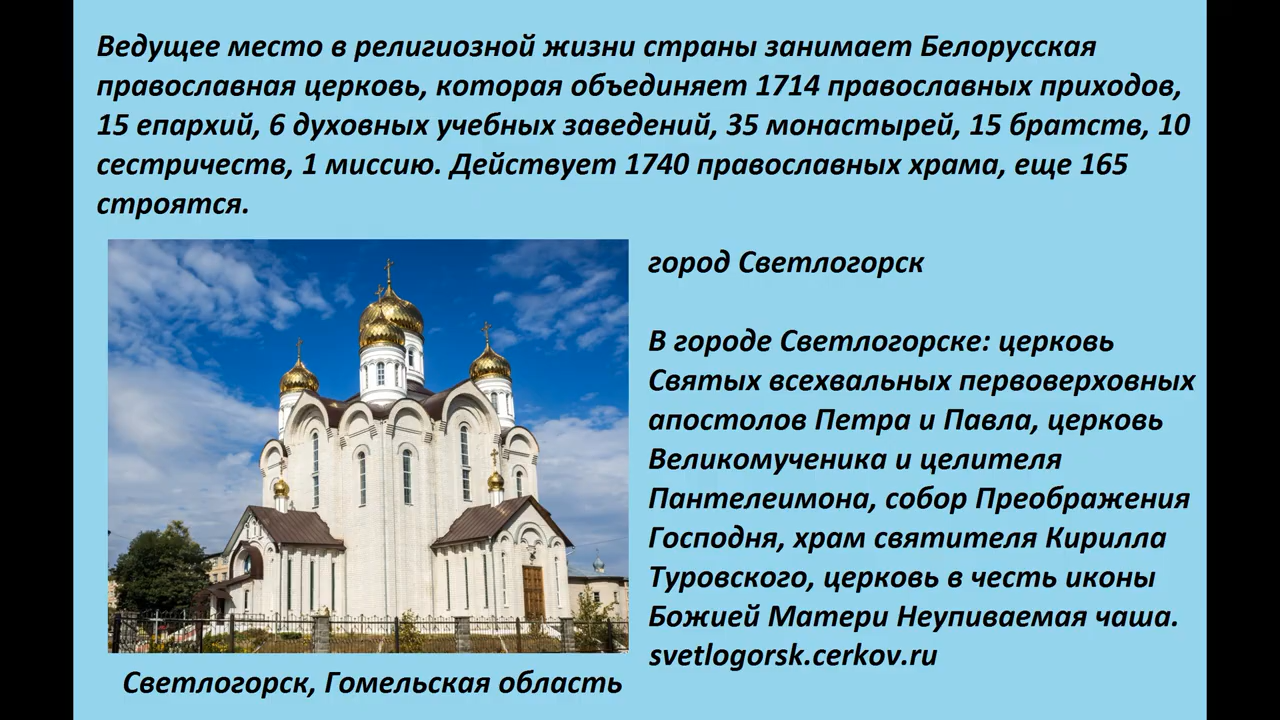 Ведущее место в религиозной жизни страны занимает Белорусская
православная церковь, которая объединяет 1714 православных приходов,
15 епархий, 6 духовных учебных заведений, 35 монастырей, 15 братств, 10
сестричеств, 1 миссию. Действует 1740 православных храма, еще 165
строятся.
город Светлогорск
В городе Светлогорске: церковь
Святых всехвальных первоверховных
апостолов Петра и Павла, церковь
Великомученика и целителя
Пантелеимона, собор Преображения
Господня, храм святителя Кирилла
Туровского, церковь в честь иконы
Божией Матери Неупиваемая чаша.
svetlogorsk.cerkov.ru
Светлогорск, Гомельская область